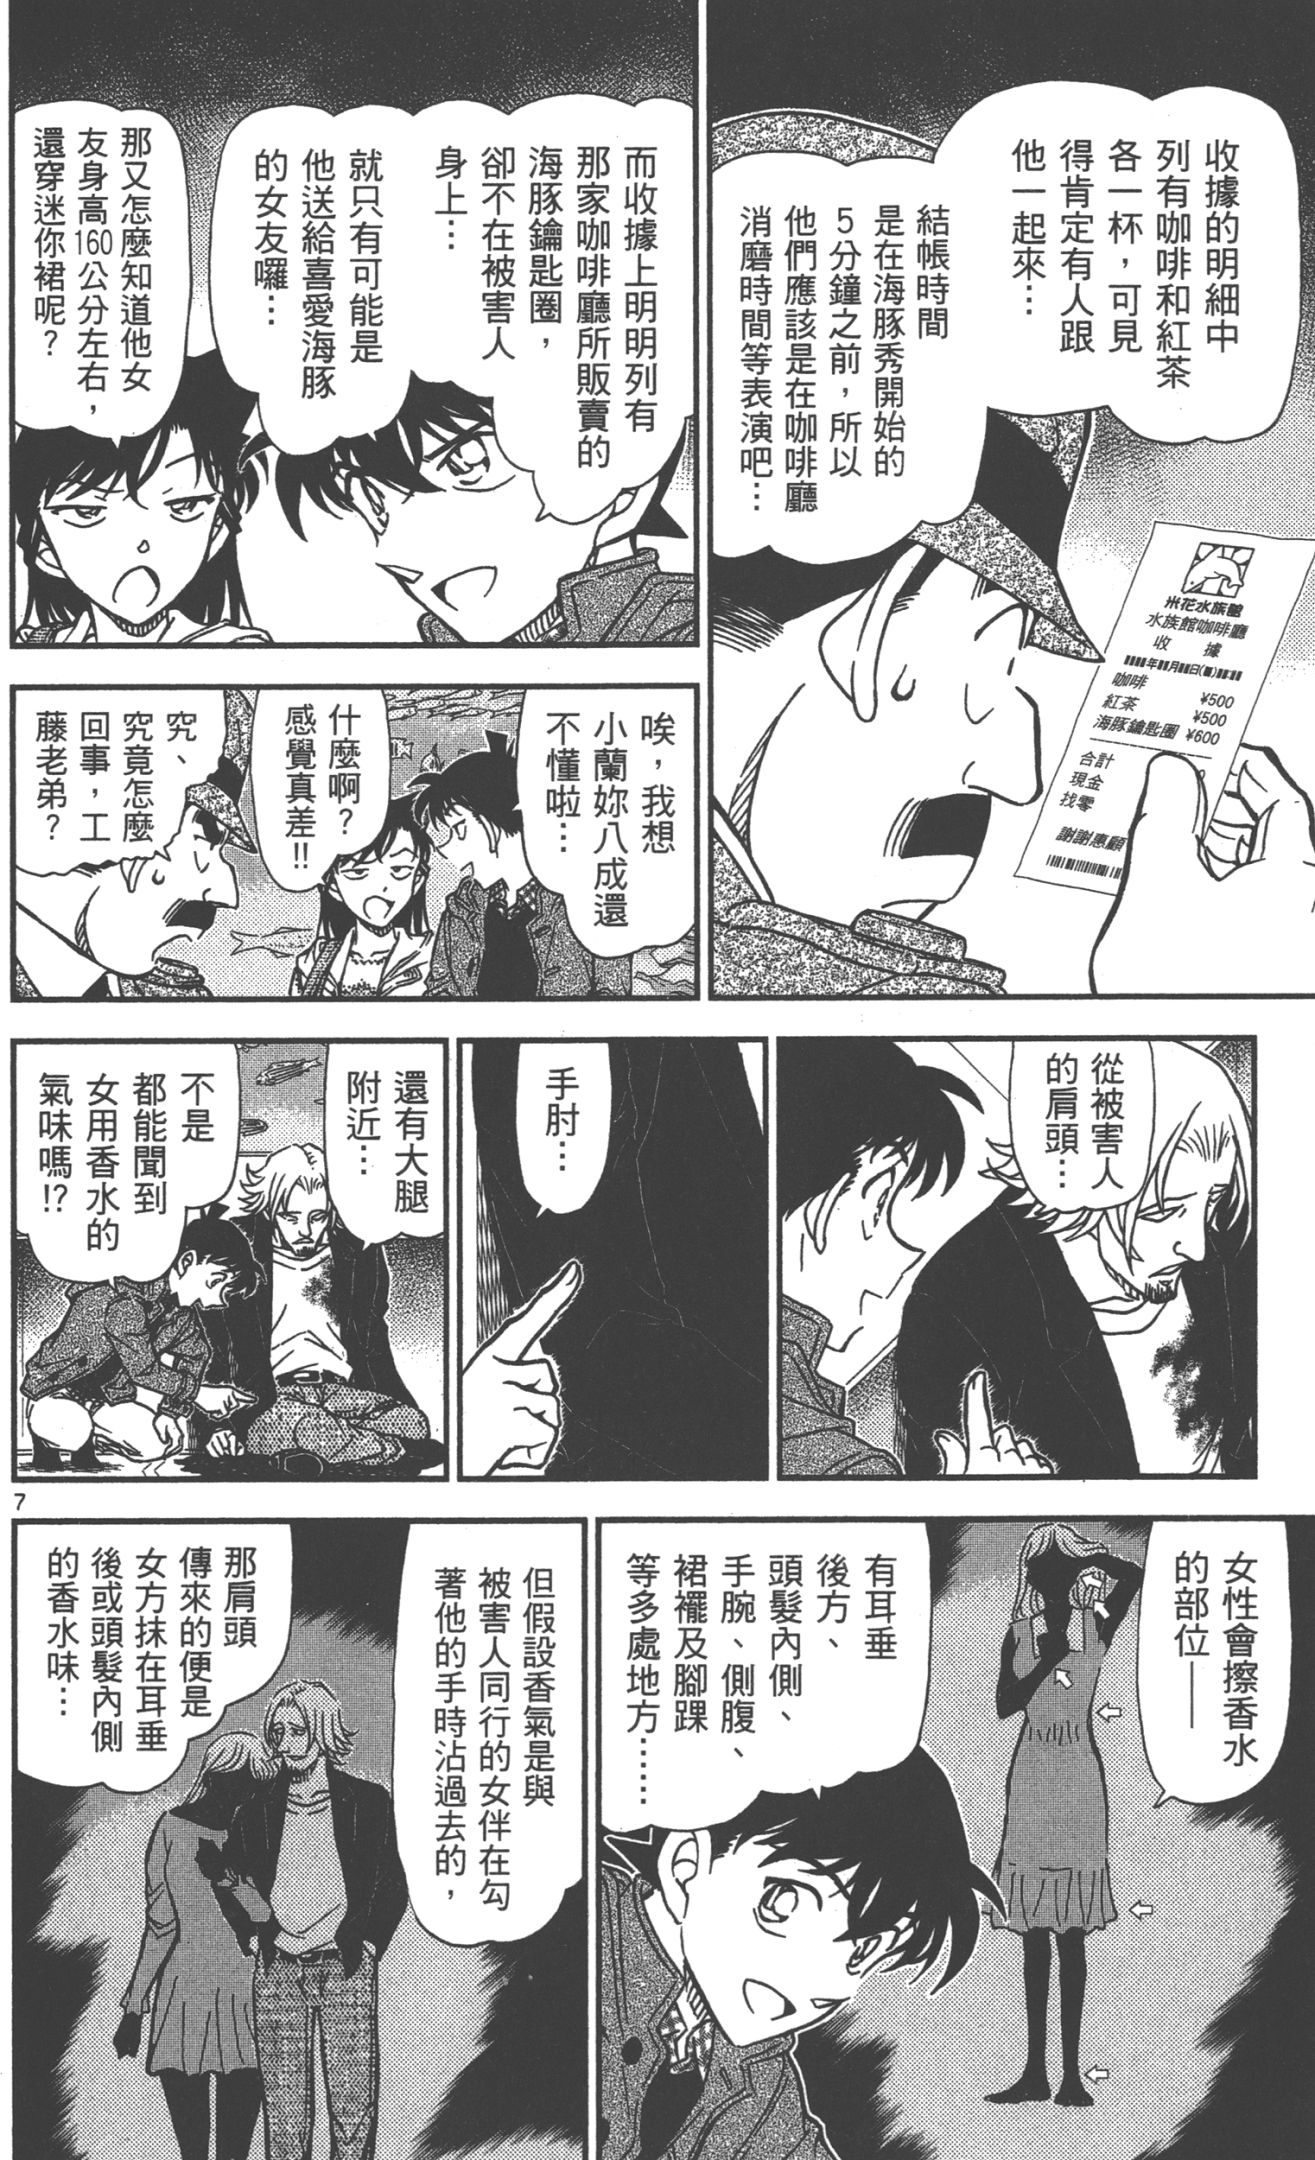 收據的明細中
列有咖啡和紅茶
各一杯，可見
得肯定有人跟
他一起來…
結帳時間
是在海豚秀開始的
5分鐘之前，所以
他們應該是在咖啡廳
消磨時間等表演吧…
米花水族館
水族館咖啡廳
收據
年 月 日
咖啡 ¥500
紅茶 ¥500
海豚鑰匙圈 ¥600
合計
現金
找零
謝謝惠顧
而收據上明明列有
那家咖啡廳所販賣的
海豚鑰匙圈，
卻不在被害人
身上…
就只有可能是
他送給喜愛海豚
的女友囉…
那又怎麼知道他女
友身高160公分左右，
還穿迷你裙呢？
唉，我想
小蘭妳八成還
不懂啦…
什麼啊？
感覺真差!!
究、
究竟怎麼
回事，工
藤老弟？
從被害人
的肩頭…
手肘…
還有大腿
附近…
不是
都能聞到
女用香水的
氣味嗎!?
7
女性會擦香水
的部位——
有耳垂
後方、
頭髮內側、
手腕、側腹、
裙襬及腳踝
等多處地方……
但假設香氣是與
被害人同行的女伴在勾
著他的手時沾過去的，
那肩頭
傳來的便是
女方抹在耳垂
後或頭髮內側
的香水味…